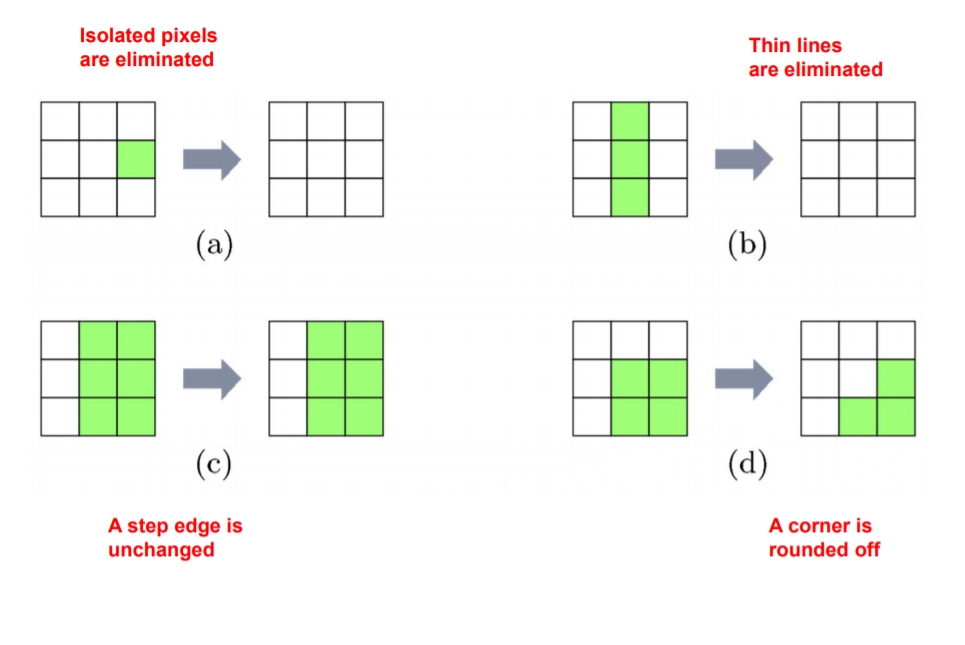 Isolated pixels
are eliminated
Thin lines
are eliminated
(a)
(b)
(c)
(d)
A step edge is
unchanged
A corner is
rounded off